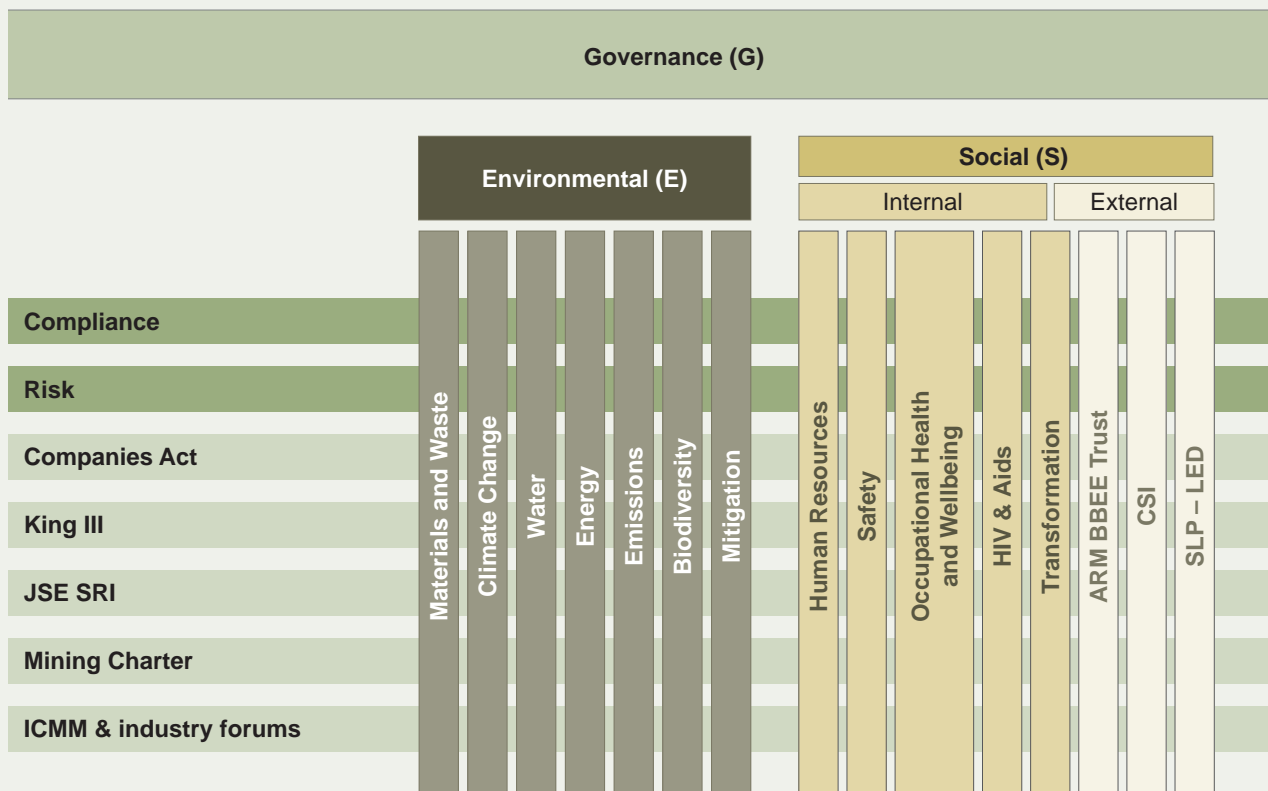 Governance (G)
Environmental (E)
Social (S)
Internal
External
Compliance
Risk
Companies Act
King III
JSE SRI
Mining Charter
ICMM & industry forums
Materials and Waste
Climate Change
Water
Energy
Emissions
Biodiversity
Mitigation
Human Resources
Safety
Occupational Health
and Wellbeing
HIV & Aids
Transformation
ARM BBEE Trust
CSI
SLP – LED